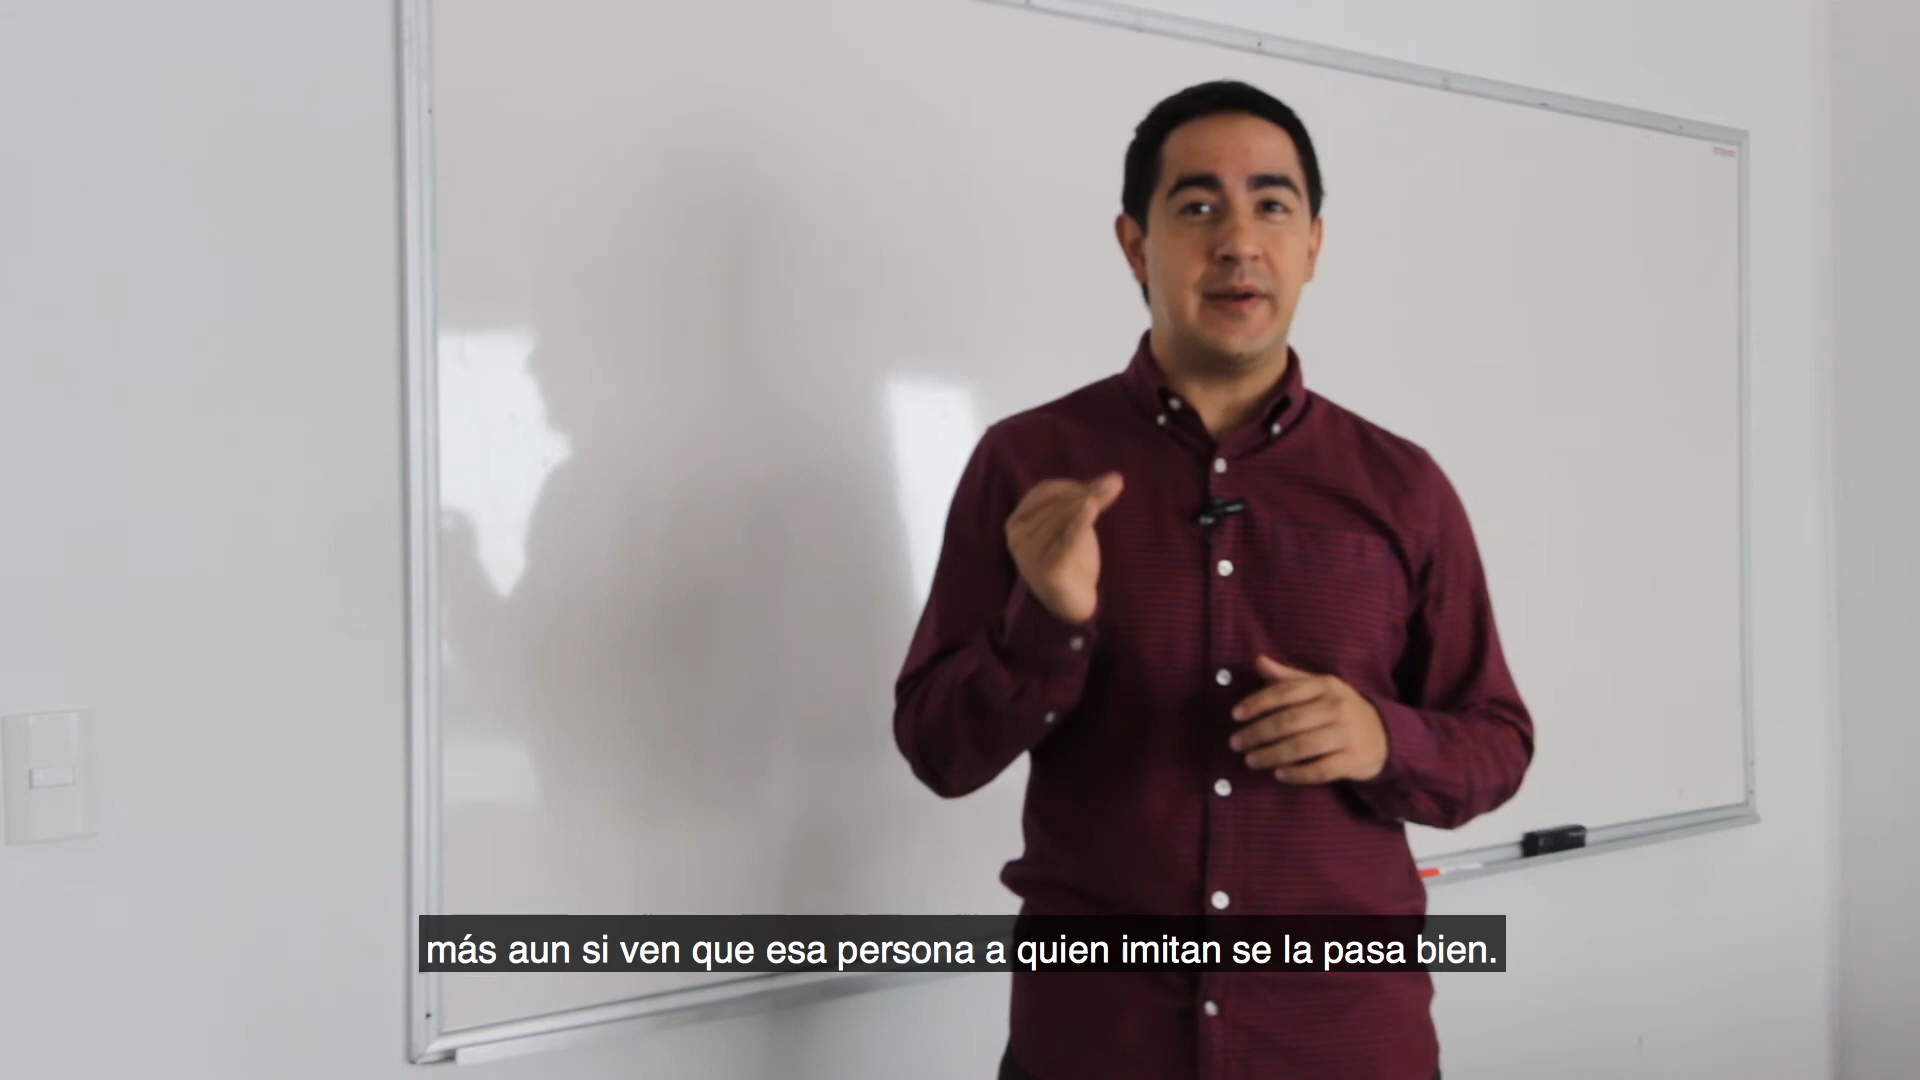 más aun si ven que esa persona a quien imitan se la pasa bien.